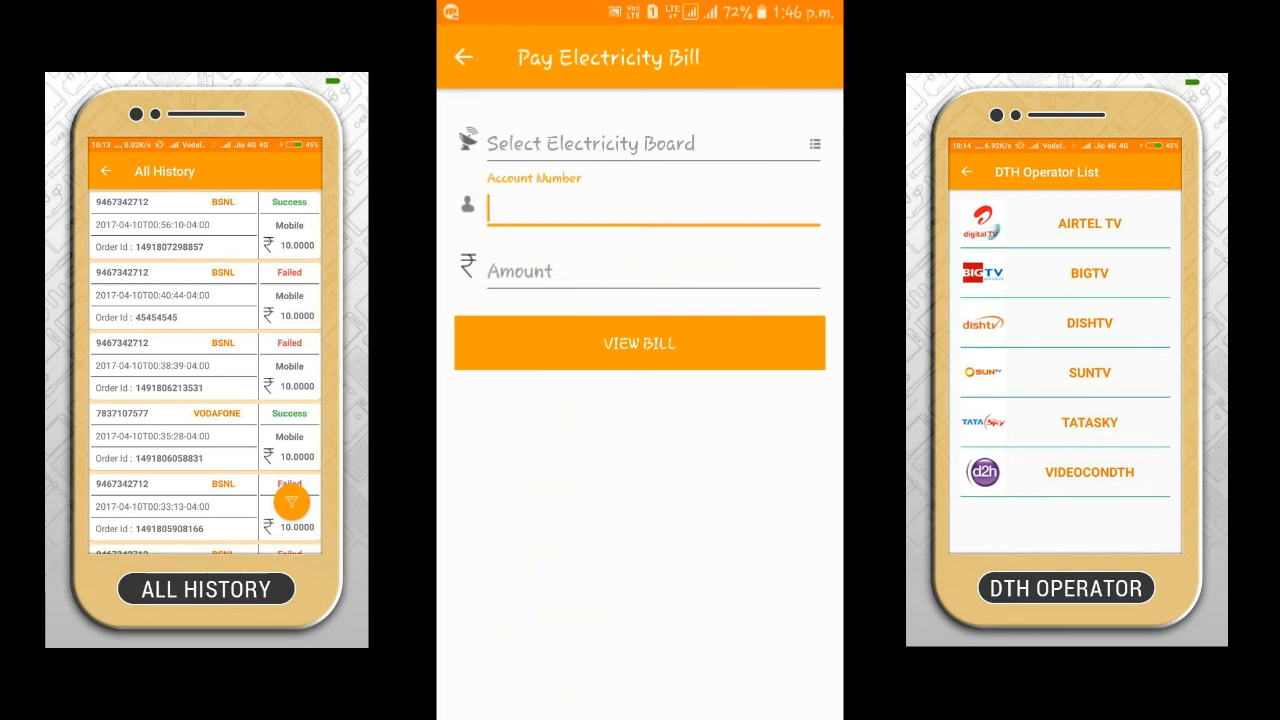 10:13 ... 0.02K/s Vodaf.. Jio 4G 4G 45%
All History
9467342712 BSNL Success
2017-04-10T00:56:10-04:00 Mobile
Order Id : 1491807298857 ₹ 10.0000
9467342712 BSNL Failed
2017-04-10T00:40:44-04:00 Mobile
Order Id : 45454545 ₹ 10.0000
9467342712 BSNL Failed
2017-04-10T00:38:39-04:00 Mobile
Order Id : 1491806213531 ₹ 10.0000
7837107577 VODAFONE Success
2017-04-10T00:35:28-04:00 Mobile
Order Id : 1491806058831 ₹ 10.0000
9467342712 BSNL Failed
2017-04-10T00:33:13-04:00
Order Id : 1491805908166 ₹ 10.0000
9467342712 BSNL Failed
ALL HISTORY
VoLTE 1 LTE 72% 1:46 p.m.
Pay Electricity Bill
Select Electricity Board
Account Number
₹ Amount
VIEW BILL
10:14 ... 6.92K/s Vodaf.. Jio 4G 4G 45%
DTH Operator List
digital TV AIRTEL TV
BIGTV BIGTV
dishtv DISHTV
SUN TV SUNTV
TATA Sky TATASKY
d2h VIDEOCONDTH
DTH OPERATOR